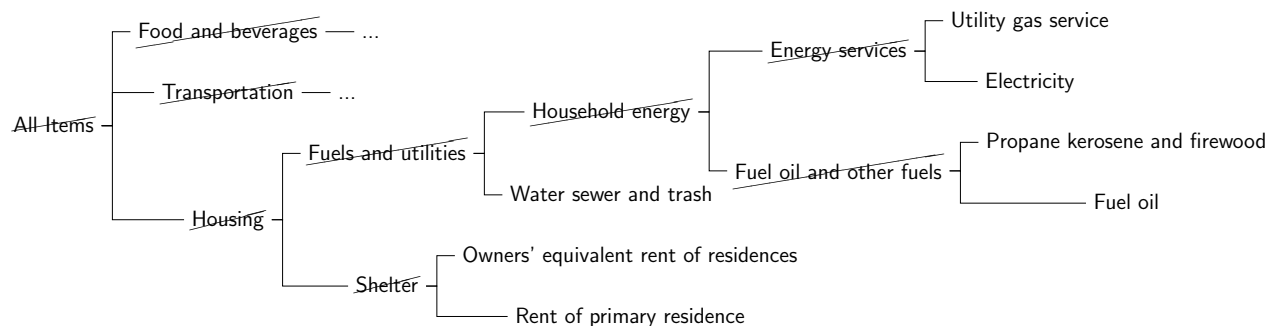 All Items
Food and beverages
...
Transportation
...
Housing
Fuels and utilities
Household energy
Energy services
Utility gas service
Electricity
Fuel oil and other fuels
Propane kerosene and firewood
Fuel oil
Water sewer and trash
Shelter
Owners' equivalent rent of residences
Rent of primary residence